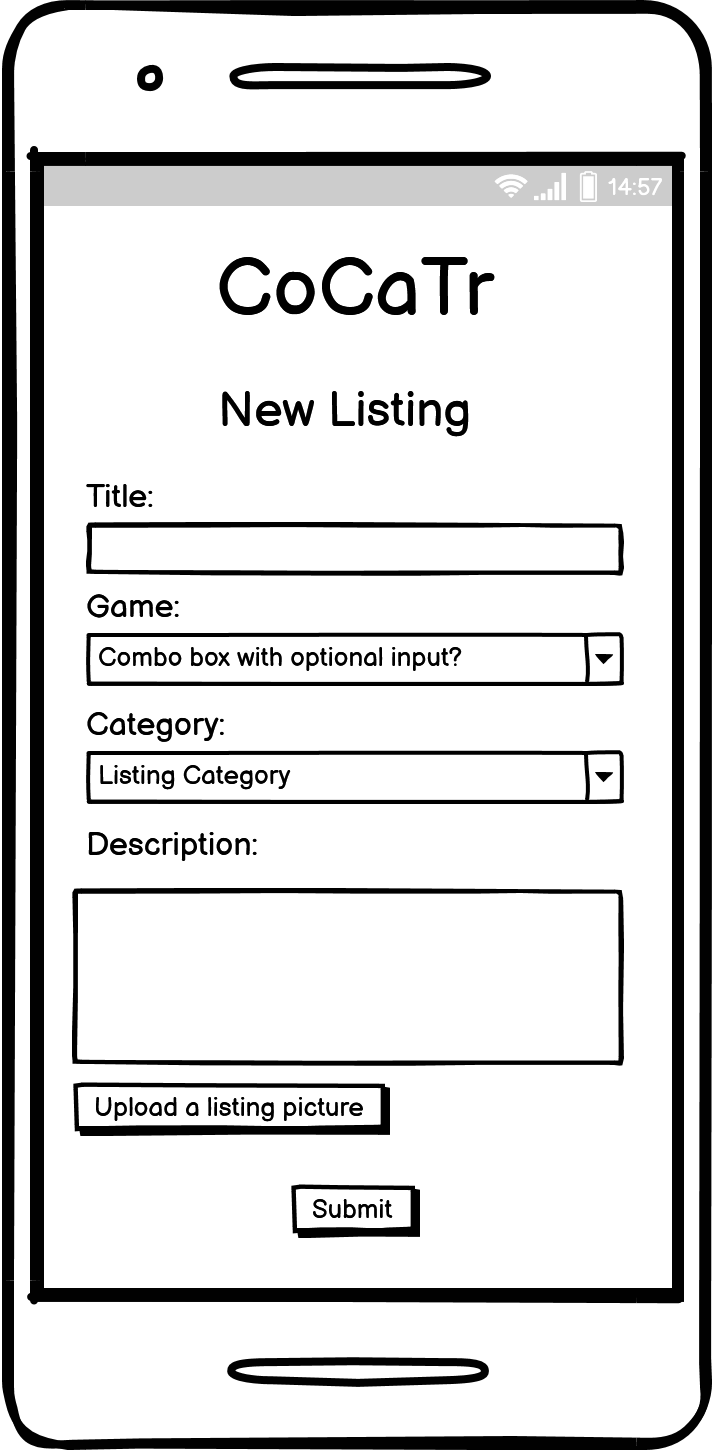 14:57
CoCaTr
New Listing
Title:
Game:
Combo box with optional input?
Category:
Listing Category
Description:
Upload a listing picture
Submit